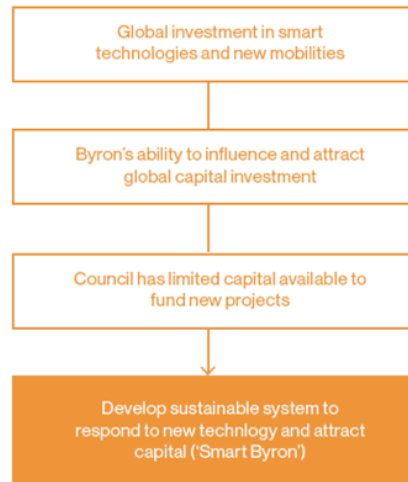 Global investment in smart
technologies and new mobilities
Byron's ability to influence and attract
global capital investment
Council has limited capital available to
fund new projects
Develop sustainable system to
respond to new technlogy and attract
capital (‘Smart Byron’)